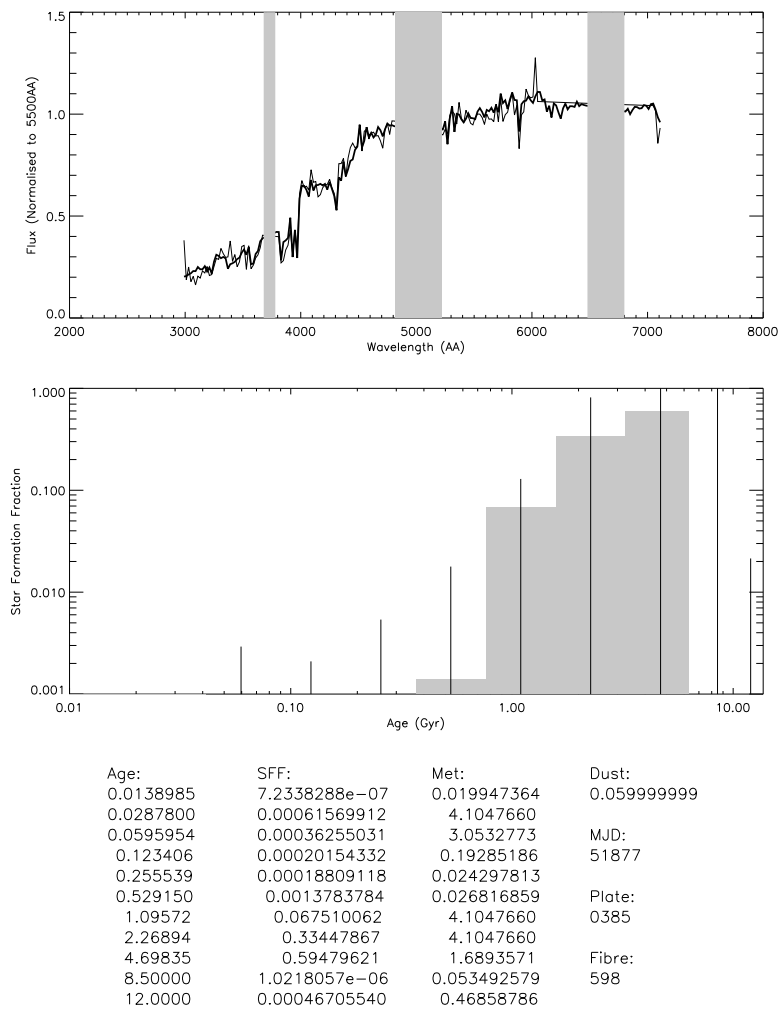 1.5
1.0
0.5
0.0
Flux (Normalised to 5500AA)
2000 3000 4000 5000 6000 7000 8000
Wavelength (AA)
1.000
0.100
0.010
0.001
Star Formation Fraction
0.01 0.10 1.00 10.00
Age (Gyr)
Age: SFF: Met: Dust:
0.0138985 7.2338288e-07 0.019947364 0.059999999
0.0287800 0.00061569912 4.1047660
0.0595954 0.00036255031 3.0532773 MJD:
0.123406 0.00020154332 0.19285186 51877
0.255539 0.00018809118 0.024297813
0.529150 0.0013783784 0.026816859 Plate:
1.09572 0.067510062 4.1047660 0385
2.26894 0.33447867 4.1047660
4.69835 0.59479621 1.6893571 Fibre:
8.50000 1.0218057e-06 0.053492579 598
12.0000 0.00046705540 0.46858786